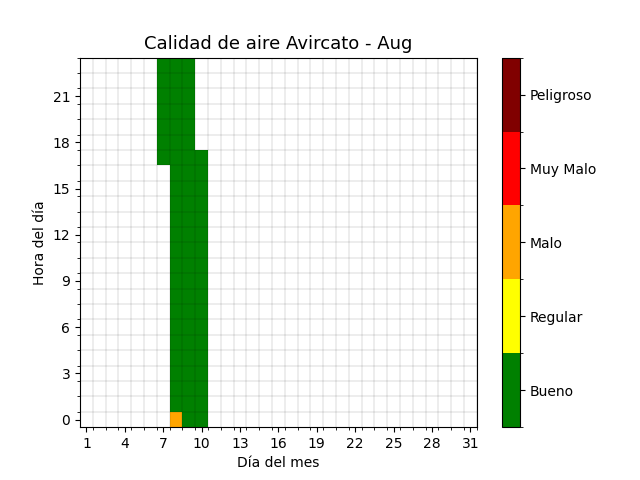 Calidad de aire Avircato - Aug
Hora del día
21
18
15
12
9
6
3
0
1 4 7 10 13 16 19 22 25 28 31
Día del mes
Peligroso
Muy Malo
Malo
Regular
Bueno